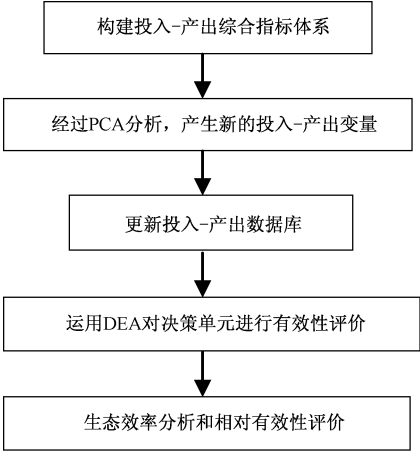 构建投入-产出综合指标体系
经过PCA分析，产生新的投入-产出变量
更新投入-产出数据库
运用DEA对决策单元进行有效性评价
生态效率分析和相对有效性评价